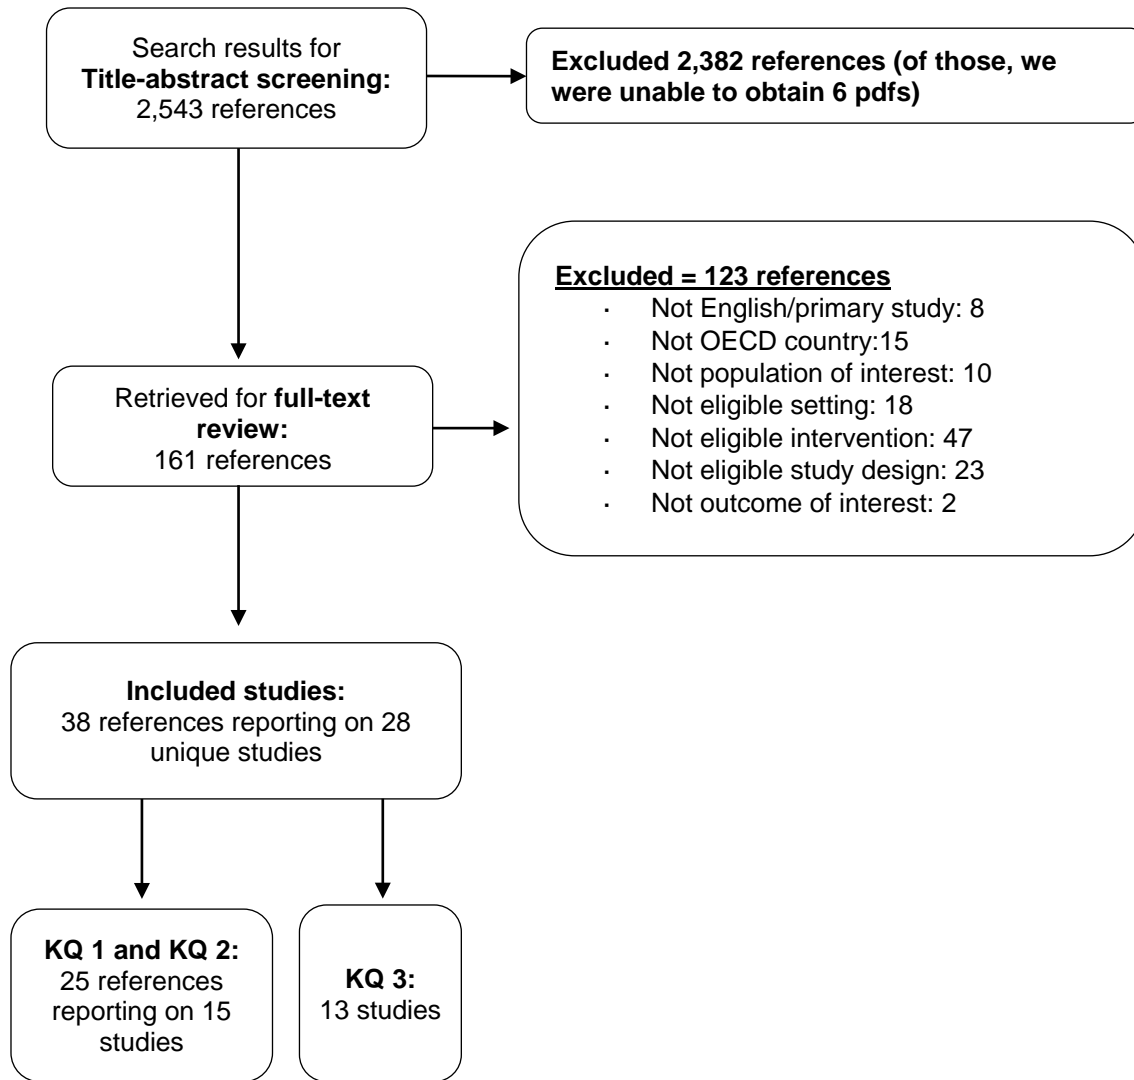 Search results for
Title-abstract screening:
2,543 references
Excluded 2,382 references (of those, we
were unable to obtain 6 pdfs)
Excluded = 123 references
· Not English/primary study: 8
· Not OECD country:15
· Not population of interest: 10
· Not eligible setting: 18
· Not eligible intervention: 47
· Not eligible study design: 23
· Not outcome of interest: 2
Retrieved for full-text
review:
161 references
Included studies:
38 references reporting on 28
unique studies
KQ 1 and KQ 2:
25 references
reporting on 15
studies
KQ 3:
13 studies